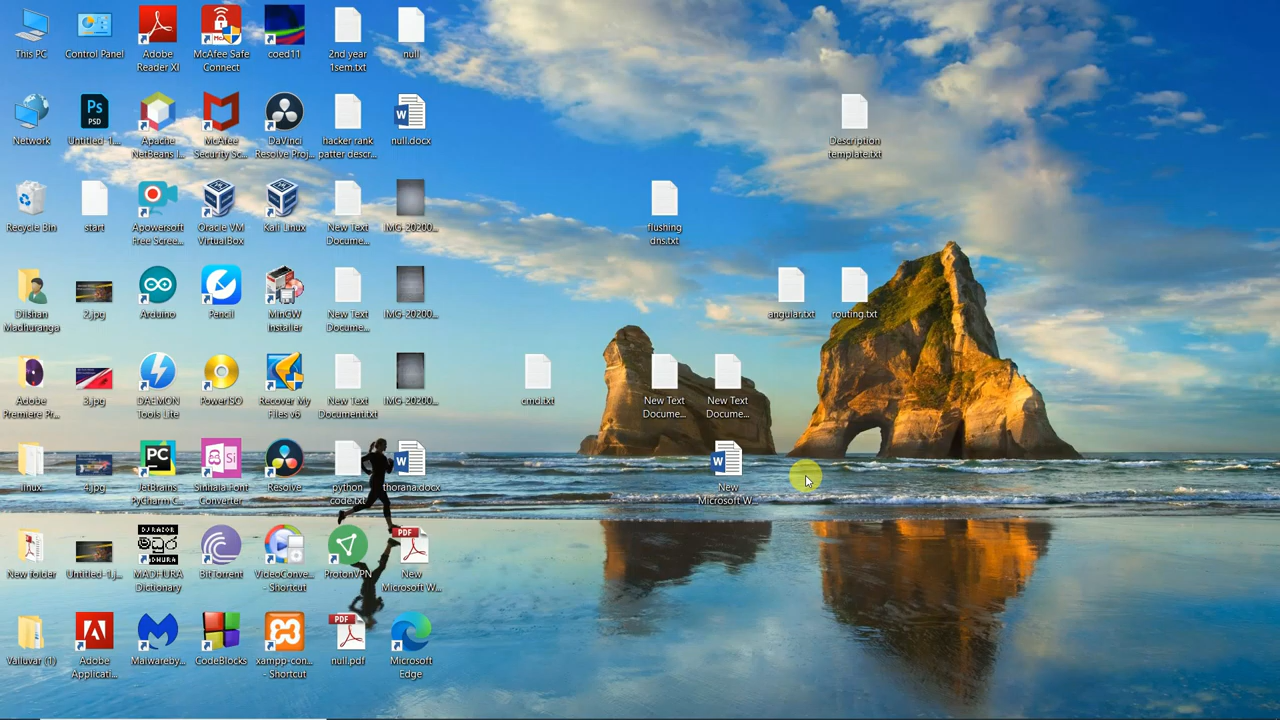 This PC
Control Panel
Adobe
Reader XI
McAfee Safe
Connect
coed11
2nd year
1sem.txt
null
Network
Ps
PSD
Untitled-1...
Apache
NetBeans I...
McAfee
Security Sc...
DaVinci
Resolve Proj...
hacker rank
patter descr...
null.docx
Description
template.txt
Recycle Bin
start
Apowersoft
Free Scree...
Oracle VM
VirtualBox
Kali Linux
New Text
Docume...
IMG-20200...
flushing
dns.txt
Dilshan
Madhuranga
2.jpg
Arduino
Pencil
MinGW
Installer
New Text
Docume...
IMG-20200...
angular.txt
routing.txt
Adobe
Premiere Pr...
3.jpg
DAEMON
Tools Lite
PowerISO
Recover My
Files v6
New Text
Document.txt
IMG-20200...
cmd.txt
New Text
Docume...
New Text
Docume...
linux
4.jpg
PC
JetBrains
PyCharm C...
Si
Sinhala Font
Converter
Resolve
python
code.txt
thorana.docx
New
Microsoft W...
New folder
Untitled-1.j...
MADHURA
Dictionary
BitTorrent
VideoConve...
- Shortcut
ProtonVPN
PDF
New
Microsoft W...
Valluvar (1)
Adobe
Applicati...
Malwareby...
CodeBlocks
xampp-con...
- Shortcut
PDF
null.pdf
Microsoft
Edge